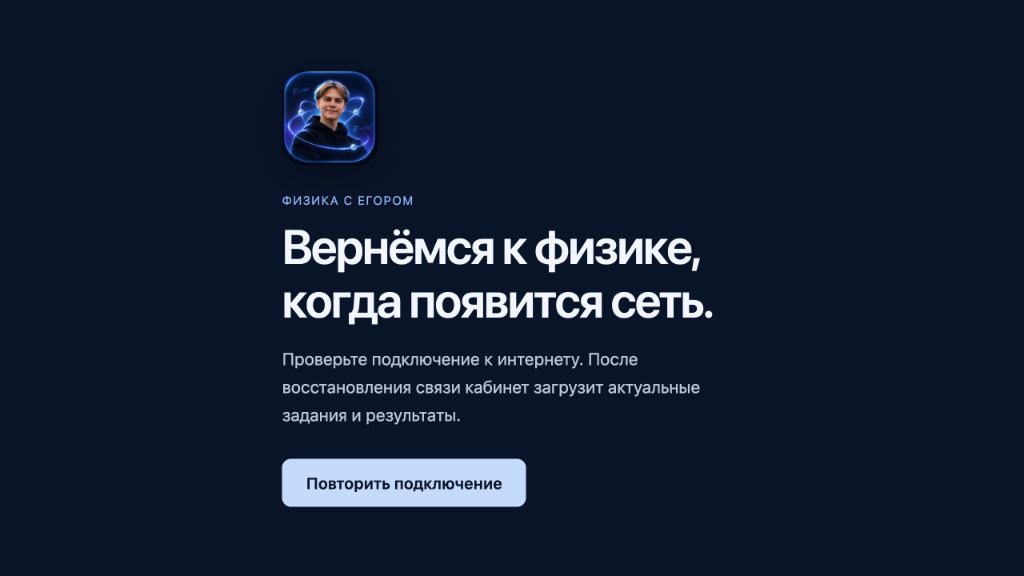 ФИЗИКА С ЕГОРОМ
Вернёмся к физике,
когда появится сеть.
Проверьте подключение к интернету. После
восстановления связи кабинет загрузит актуальные
задания и результаты.
Повторить подключение